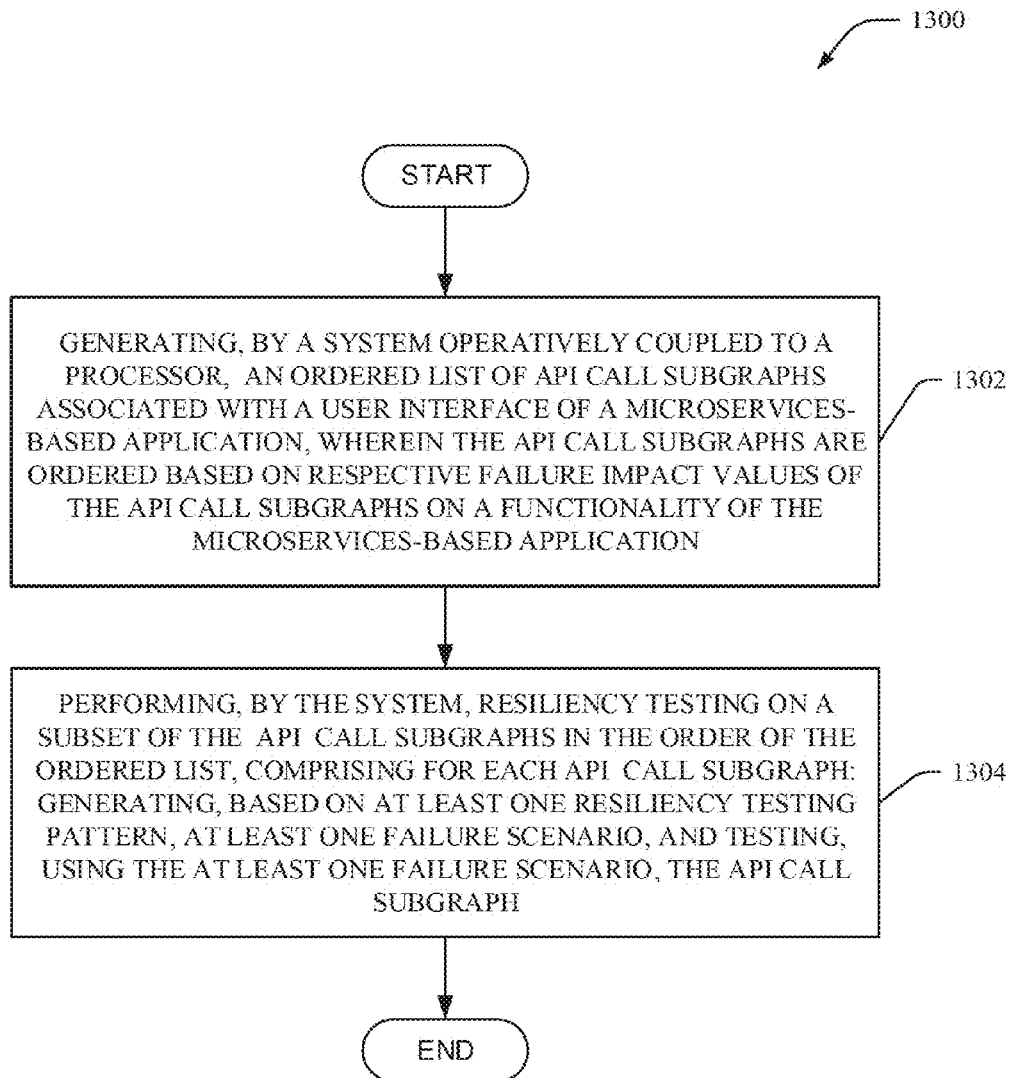 1300
START
GENERATING, BY A SYSTEM OPERATIVELY COUPLED TO A
PROCESSOR, AN ORDERED LIST OF API CALL SUBGRAPHS
ASSOCIATED WITH A USER INTERFACE OF A MICROSERVICES-
BASED APPLICATION, WHEREIN THE API CALL SUBGRAPHS ARE
ORDERED BASED ON RESPECTIVE FAILURE IMPACT VALUES OF
THE API CALL SUBGRAPHS ON A FUNCTIONALITY OF THE
MICROSERVICES-BASED APPLICATION
1302
PERFORMING, BY THE SYSTEM, RESILIENCY TESTING ON A
SUBSET OF THE API CALL SUBGRAPHS IN THE ORDER OF THE
ORDERED LIST, COMPRISING FOR EACH API CALL SUBGRAPH:
GENERATING, BASED ON AT LEAST ONE RESILIENCY TESTING
PATTERN, AT LEAST ONE FAILURE SCENARIO, AND TESTING,
USING THE AT LEAST ONE FAILURE SCENARIO, THE API CALL
SUBGRAPH
1304
END